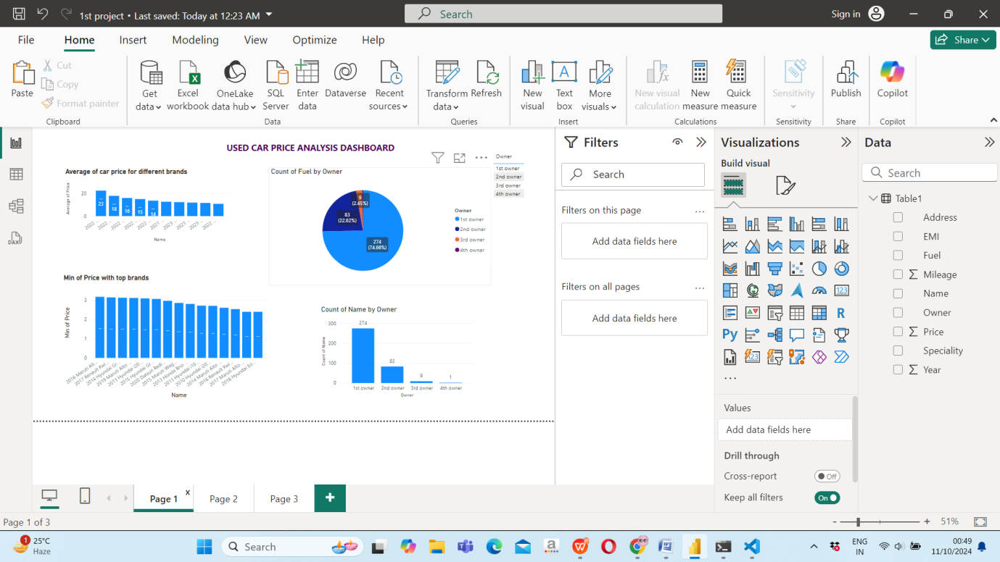 1st project • Last saved: Today at 12:23 AM
Search
Sign in
File Home Insert Modeling View Optimize Help
Share
Paste
Cut
Copy
Format painter
Clipboard
Get data
Excel workbook
OneLake data hub
SQL Server
Enter data
Dataverse
Recent sources
Data
Transform data
Refresh
Queries
New visual
Text box
More visuals
Insert
New visual calculation
New measure
Quick measure
Calculations
Sensitivity
Sensitivity
Publish
Share
Copilot
Copilot
DAX
USED CAR PRICE ANALYSIS DASHBOARD
Average of car price for different brands
Average of Price
20
0
23
18
16
15
14
2022 ...
2022 ...
2022 ...
2022 ...
2022 ...
2021 ...
2023 ...
2023 ...
2023 ...
2022 ...
Name
Count of Fuel by Owner
9
(2.45%)
83
(22.62%)
274
(74.66%)
Owner
1st owner
2nd owner
3rd owner
4th owner
Owner
1st owner
2nd owner
3rd owner
4th owner
Min of Price with top brands
Min of Price
3
2
1
0
2016 Maruti Alt...
2017 Renault Kwi...
2014 Hyundai Gr...
2019 Maruti Alto ...
2013 Hyundai i20...
2015 Hyundai Gr...
2020 Datsun Redi...
2015 Maruti Wag...
2013 Honda Brio ...
2013 Hyundai i10...
2010 Hyundai i20...
2014 Maruti Alto ...
2016 Renault Kwi...
2017 Maruti Alto ...
2018 Hyundai Eo...
Name
Count of Name by Owner
Count of Name
300
200
100
0
274
83
9
1
1st owner
2nd owner
3rd owner
4th owner
Owner
Filters
Search
Filters on this page
...
Add data fields here
Filters on all pages
...
Add data fields here
Visualizations
Build visual
123
R
Py
123
...
Values
Add data fields here
Drill through
Cross-report
Off
Keep all filters
On
Data
Search
Table1
Address
EMI
Fuel
Mileage
Name
Owner
Price
Speciality
Year
Page 1
x
Page 2
Page 3
+
Page 1 of 3
- + 51%
1
25°C
Haze
Search
ENG
IN
00:49
11/10/2024